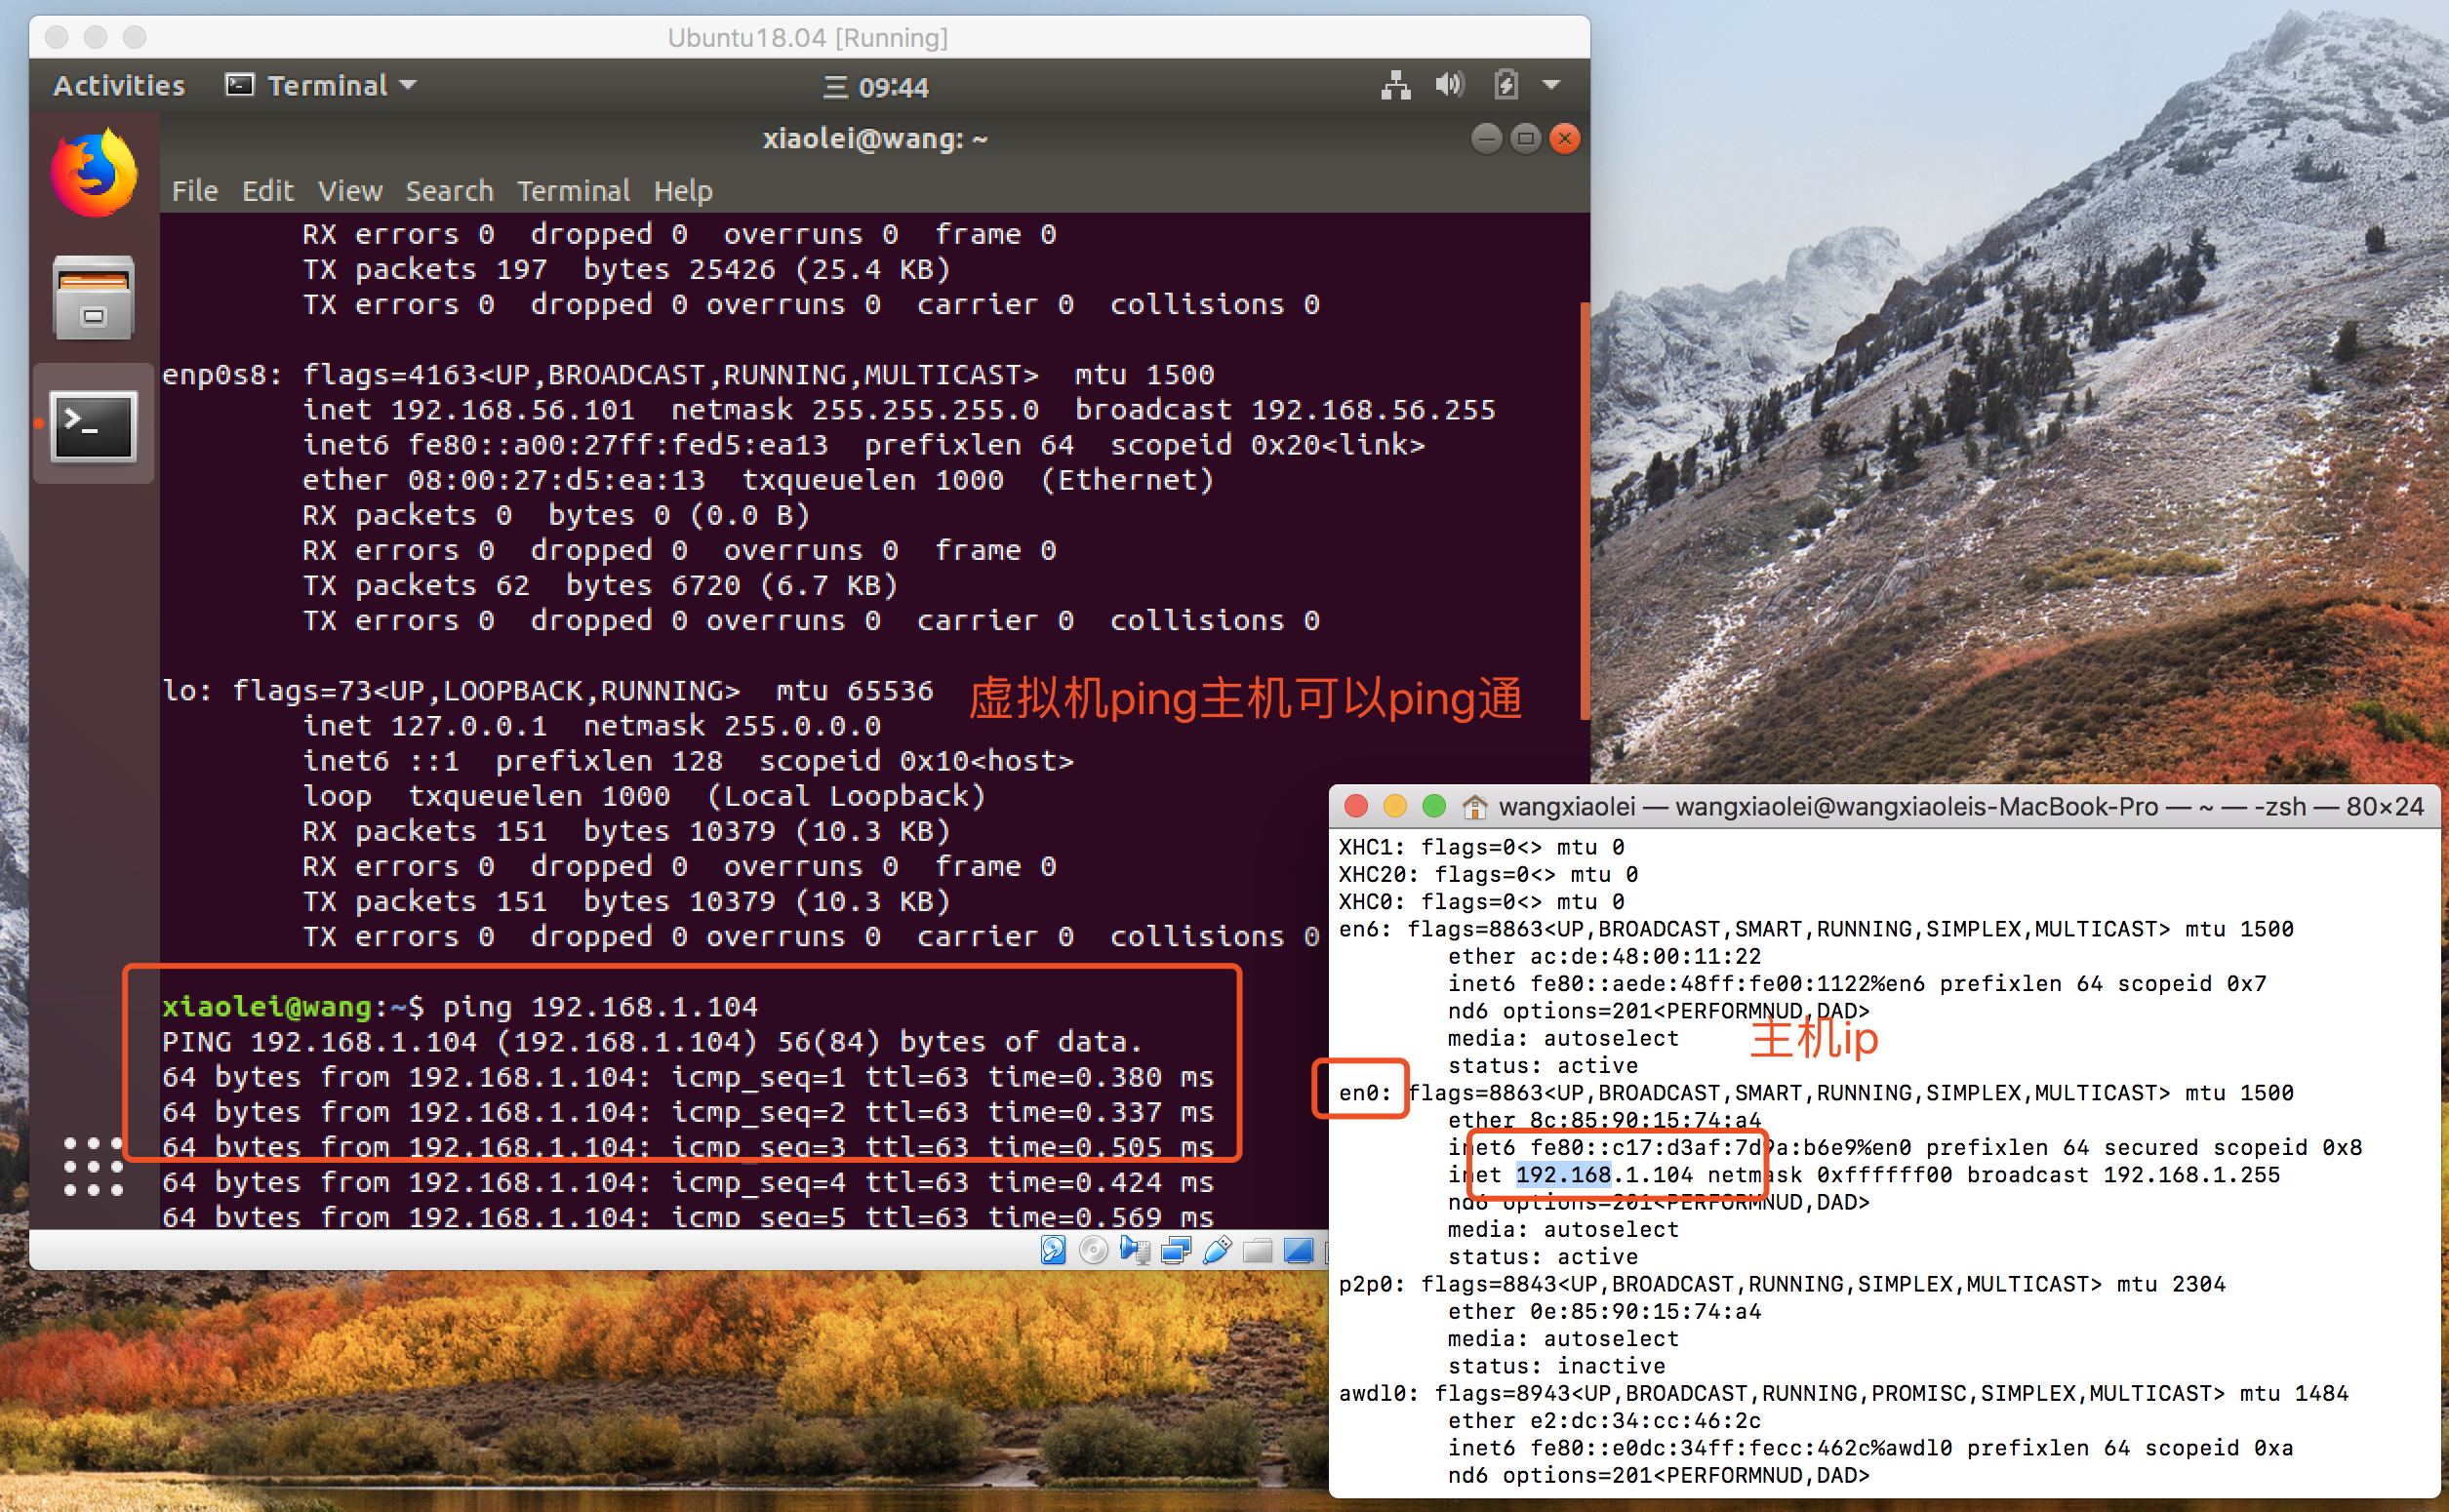 Ubuntu18.04 [Running]
Activities Terminal 三 09:44
xiaolei@wang: ~
File Edit View Search Terminal Help
RX errors 0  dropped 0  overruns 0  frame 0
TX packets 197  bytes 25426 (25.4 KB)
TX errors 0  dropped 0 overruns 0  carrier 0  collisions 0
enp0s8: flags=4163<UP,BROADCAST,RUNNING,MULTICAST>  mtu 1500
inet 192.168.56.101  netmask 255.255.255.0  broadcast 192.168.56.255
inet6 fe80::a00:27ff:fed5:ea13  prefixlen 64  scopeid 0x20<link>
ether 08:00:27:d5:ea:13  txqueuelen 1000  (Ethernet)
RX packets 0  bytes 0 (0.0 B)
RX errors 0  dropped 0  overruns 0  frame 0
TX packets 62  bytes 6720 (6.7 KB)
TX errors 0  dropped 0 overruns 0  carrier 0  collisions 0
lo: flags=73<UP,LOOPBACK,RUNNING>  mtu 65536
虚拟机ping主机可以ping通
inet 127.0.0.1  netmask 255.0.0.0
inet6 ::1  prefixlen 128  scopeid 0x10<host>
loop  txqueuelen 1000  (Local Loopback)
RX packets 151  bytes 10379 (10.3 KB)
RX errors 0  dropped 0  overruns 0  frame 0
TX packets 151  bytes 10379 (10.3 KB)
TX errors 0  dropped 0 overruns 0  carrier 0  collisions 0
xiaolei@wang:~$ ping 192.168.1.104
PING 192.168.1.104 (192.168.1.104) 56(84) bytes of data.
64 bytes from 192.168.1.104: icmp_seq=1 ttl=63 time=0.380 ms
64 bytes from 192.168.1.104: icmp_seq=2 ttl=63 time=0.337 ms
64 bytes from 192.168.1.104: icmp_seq=3 ttl=63 time=0.505 ms
64 bytes from 192.168.1.104: icmp_seq=4 ttl=63 time=0.424 ms
64 bytes from 192.168.1.104: icmp_seq=5 ttl=63 time=0.569 ms
wangxiaolei — wangxiaolei@wangxiaoleis-MacBook-Pro — ~ — -zsh — 80×24
XHC1: flags=0<> mtu 0
XHC20: flags=0<> mtu 0
XHC0: flags=0<> mtu 0
en6: flags=8863<UP,BROADCAST,SMART,RUNNING,SIMPLEX,MULTICAST> mtu 1500
ether ac:de:48:00:11:22
inet6 fe80::aede:48ff:fe00:1122%en6 prefixlen 64 scopeid 0x7
nd6 options=201<PERFORMNUD,DAD>
media: autoselect
主机ip
status: active
en0: flags=8863<UP,BROADCAST,SMART,RUNNING,SIMPLEX,MULTICAST> mtu 1500
ether 8c:85:90:15:74:a4
inet6 fe80::c17:d3af:7d9a:b6e9%en0 prefixlen 64 secured scopeid 0x8
inet 192.168.1.104 netmask 0xffffff00 broadcast 192.168.1.255
nd6 options=201<PERFORMNUD,DAD>
media: autoselect
status: active
p2p0: flags=8843<UP,BROADCAST,RUNNING,SIMPLEX,MULTICAST> mtu 2304
ether 0e:85:90:15:74:a4
media: autoselect
status: inactive
awdl0: flags=8943<UP,BROADCAST,RUNNING,PROMISC,SIMPLEX,MULTICAST> mtu 1484
ether e2:dc:34:cc:46:2c
inet6 fe80::e0dc:34ff:fecc:462c%awdl0 prefixlen 64 scopeid 0xa
nd6 options=201<PERFORMNUD,DAD>